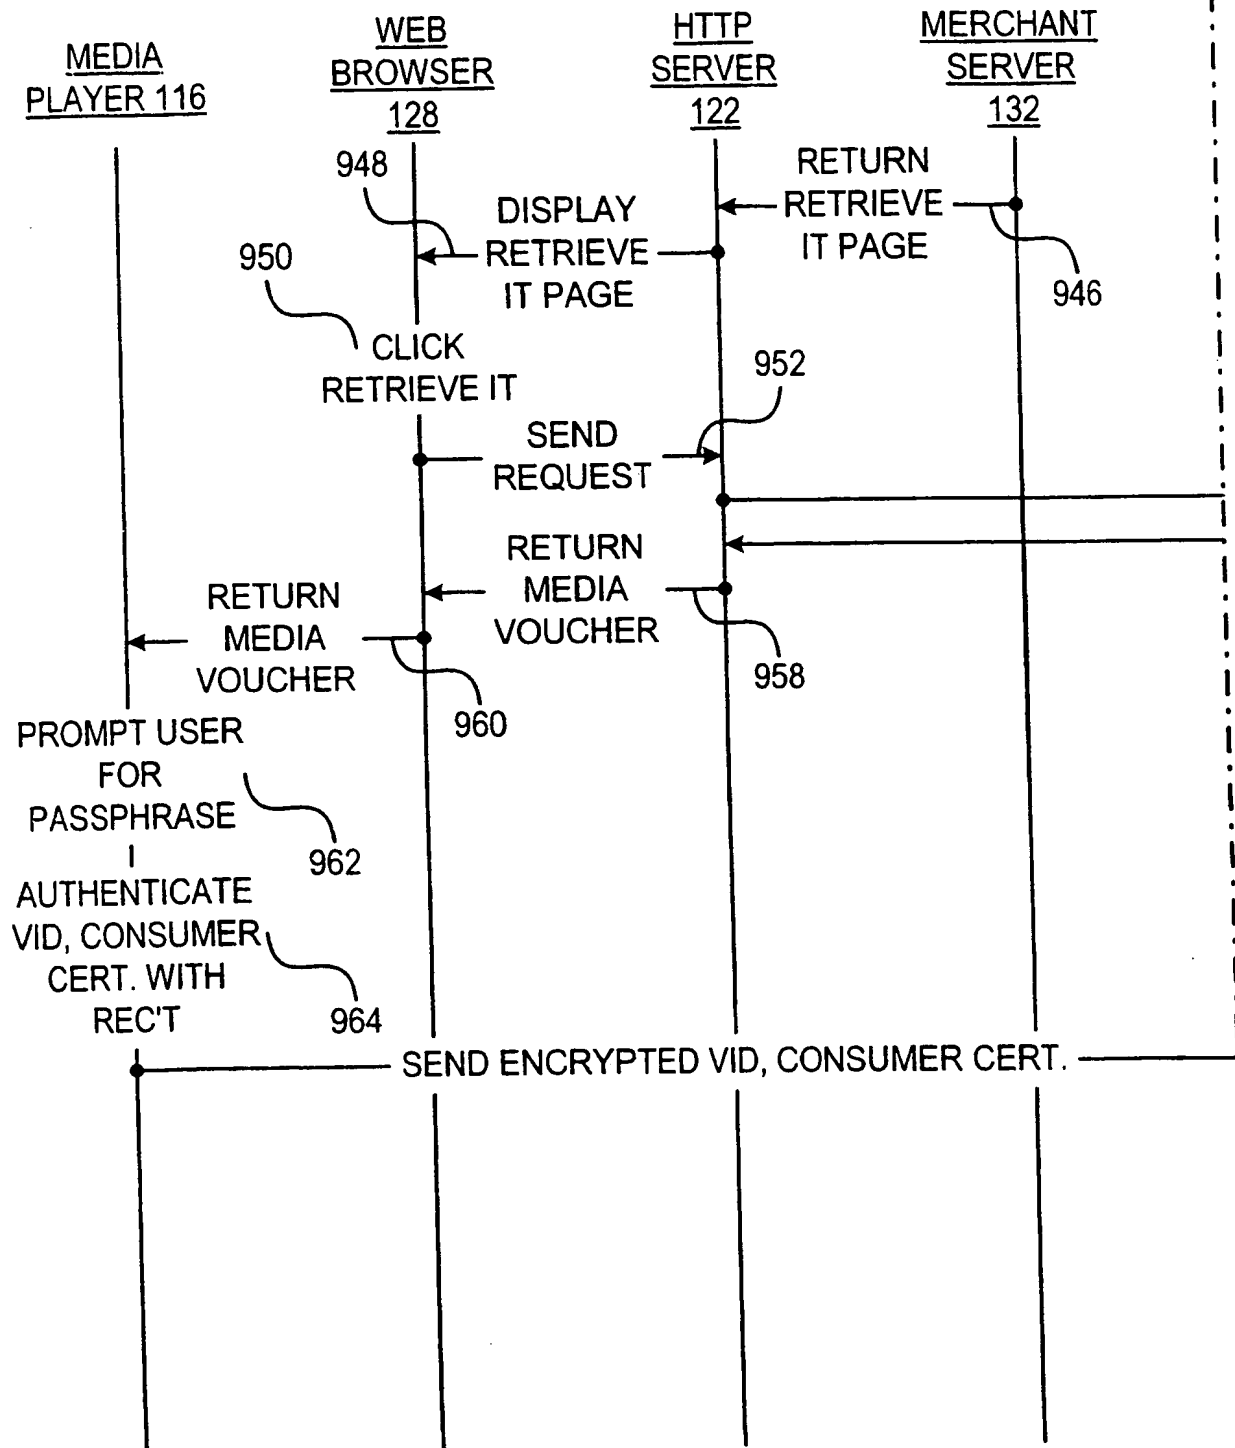 MEDIA
PLAYER 116
WEB
BROWSER
128
HTTP
SERVER
122
MERCHANT
SERVER
132
948
RETURN
RETRIEVE
IT PAGE
946
DISPLAY
RETRIEVE
IT PAGE
950
CLICK
RETRIEVE IT
952
SEND
REQUEST
RETURN
MEDIA
VOUCHER
958
RETURN
MEDIA
VOUCHER
960
PROMPT USER
FOR
PASSPHRASE
962
AUTHENTICATE
VID, CONSUMER
CERT. WITH
REC'T
964
SEND ENCRYPTED VID, CONSUMER CERT.